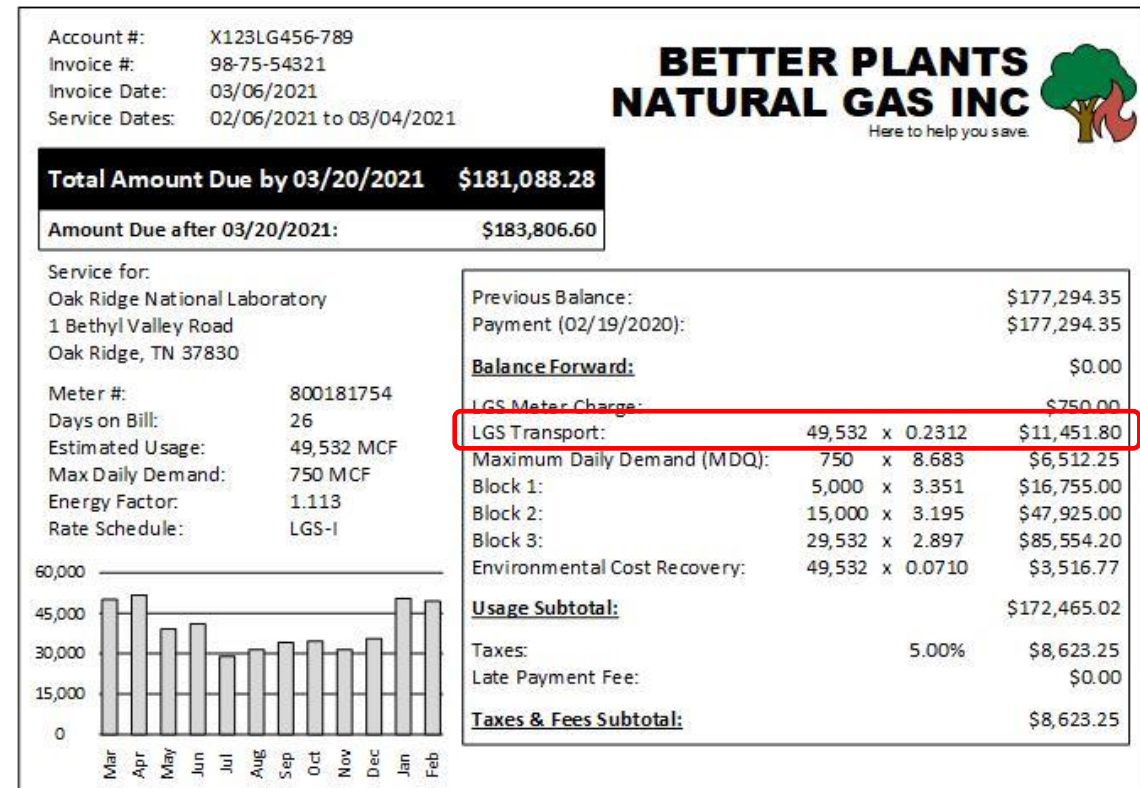 Account #: X123LG456-789
Invoice #: 98-75-54321
Invoice Date: 03/06/2021
Service Dates: 02/06/2021 to 03/04/2021
BETTER PLANTS
NATURAL GAS INC
Here to help you save.
Total Amount Due by 03/20/2021 $181,088.28
Amount Due after 03/20/2021: $183,806.60
Service for:
Oak Ridge National Laboratory
1 Bethyl Valley Road
Oak Ridge, TN 37830
Meter #: 800181754
Days on Bill: 26
Estimated Usage: 49,532 MCF
Max Daily Demand: 750 MCF
Energy Factor: 1.113
Rate Schedule: LGS-I
60,000
45,000
30,000
15,000
0
Mar Apr May Jun Jul Aug Sep Oct Nov Dec Jan Feb
Previous Balance: $177,294.35
Payment (02/19/2020): $177,294.35
Balance Forward: $0.00
LGS Meter Charge: $750.00
LGS Transport: 49,532 x 0.2312 $11,451.80
Maximum Daily Demand (MDQ): 750 x 8.683 $6,512.25
Block 1: 5,000 x 3.351 $16,755.00
Block 2: 15,000 x 3.195 $47,925.00
Block 3: 29,532 x 2.897 $85,554.20
Environmental Cost Recovery: 49,532 x 0.0710 $3,516.77
Usage Subtotal: $172,465.02
Taxes: 5.00% $8,623.25
Late Payment Fee: $0.00
Taxes & Fees Subtotal: $8,623.25